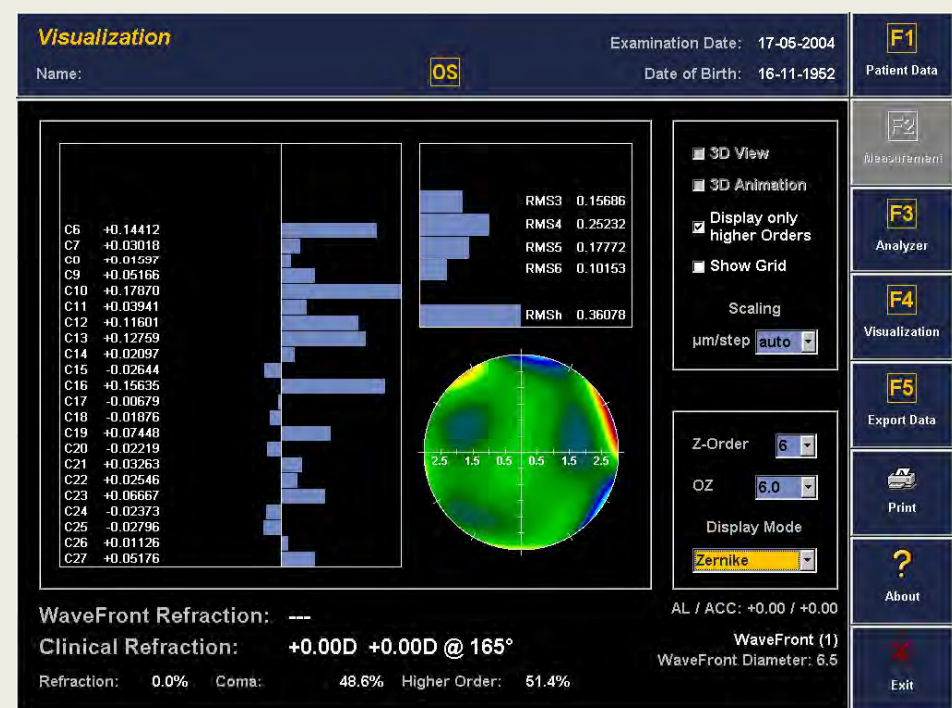 Visualization
Examination Date: 17-05-2004
Name:
OS
Date of Birth: 16-11-1952
F1
Patient Data
F2
Measurement
F3
Analyzer
F4
Visualization
F5
Export Data
Print
?
About
Exit
C6 +0.14412
C7 +0.03018
C8 +0.01597
C9 +0.05166
C10 +0.17870
C11 +0.03941
C12 +0.11601
C13 +0.12759
C14 +0.02097
C15 -0.02644
C16 +0.15635
C17 -0.00679
C18 -0.01876
C19 +0.07448
C20 -0.02219
C21 +0.03263
C22 +0.02546
C23 +0.06667
C24 -0.02373
C25 -0.02796
C26 +0.01126
C27 +0.05176
RMS3 0.15686
RMS4 0.25232
RMS5 0.17772
RMS6 0.10153
RMSh 0.36078
2.5 1.5 0.5 0.5 1.5 2.5
3D View
3D Animation
Display only
higher Orders
Show Grid
Scaling
µm/step auto
Z-Order 6
OZ 6.0
Display Mode
Zernike
AL / ACC: +0.00 / +0.00
WaveFront (1)
WaveFront Diameter: 6.5
WaveFront Refraction: ---
Clinical Refraction: +0.00D +0.00D @ 165°
Refraction: 0.0% Coma: 48.6% Higher Order: 51.4%